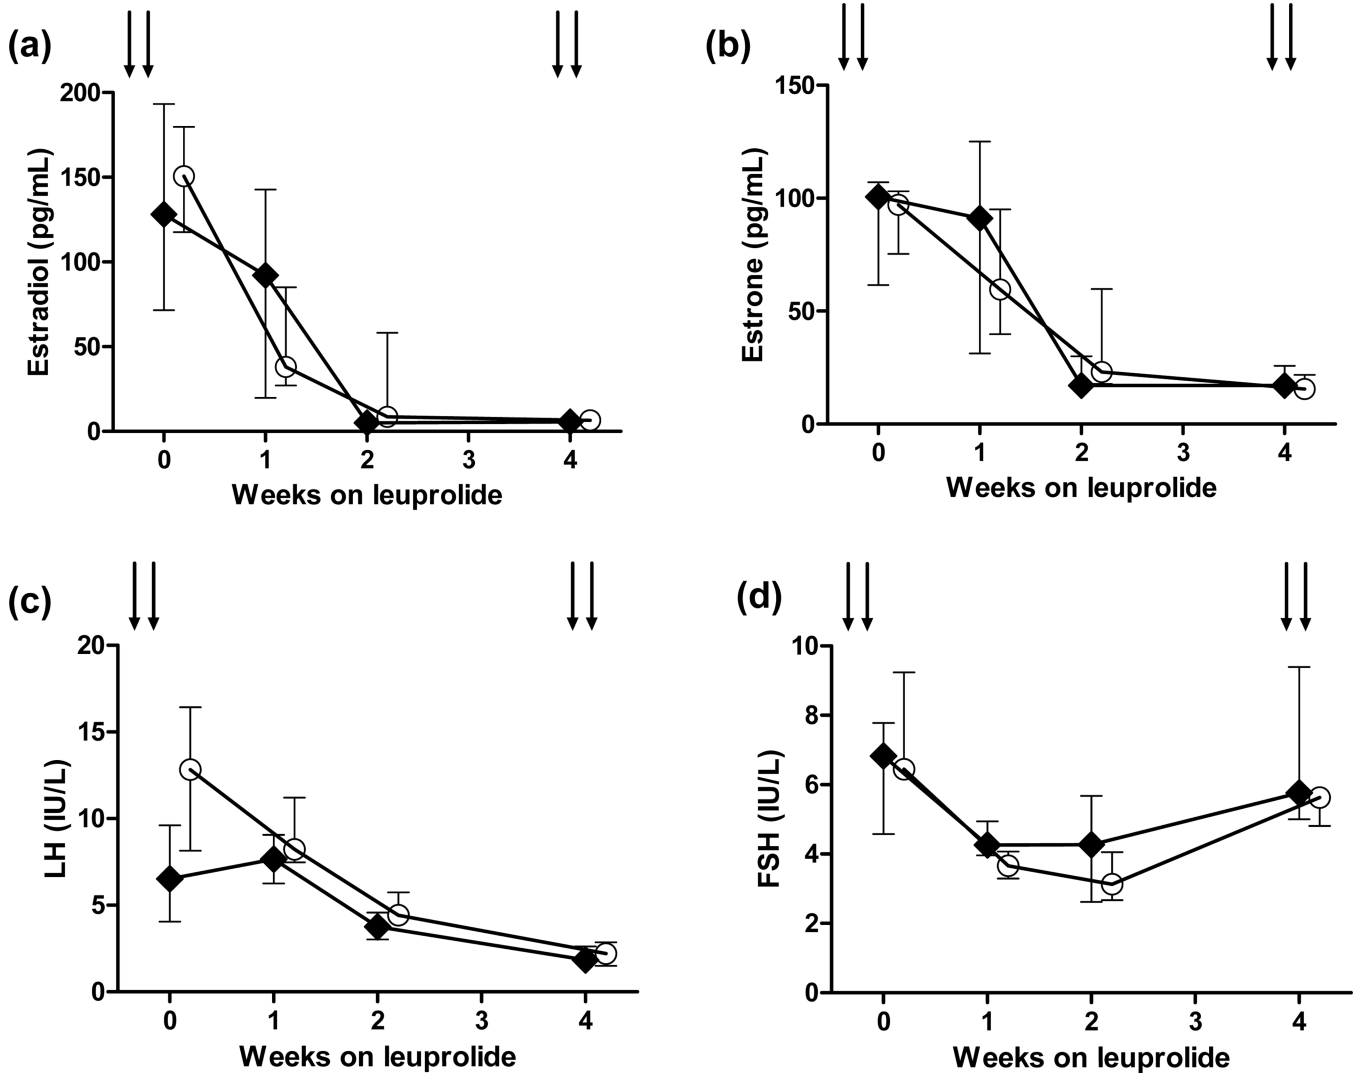 (a)
Estradiol (pg/mL)
200
150
100
50
0
0 1 2 3 4
Weeks on leuprolide
(b)
Estrone (pg/mL)
150
100
50
0
0 1 2 3 4
Weeks on leuprolide
(c)
LH (IU/L)
20
15
10
5
0
0 1 2 3 4
Weeks on leuprolide
(d)
FSH (IU/L)
10
8
6
4
2
0
0 1 2 3 4
Weeks on leuprolide